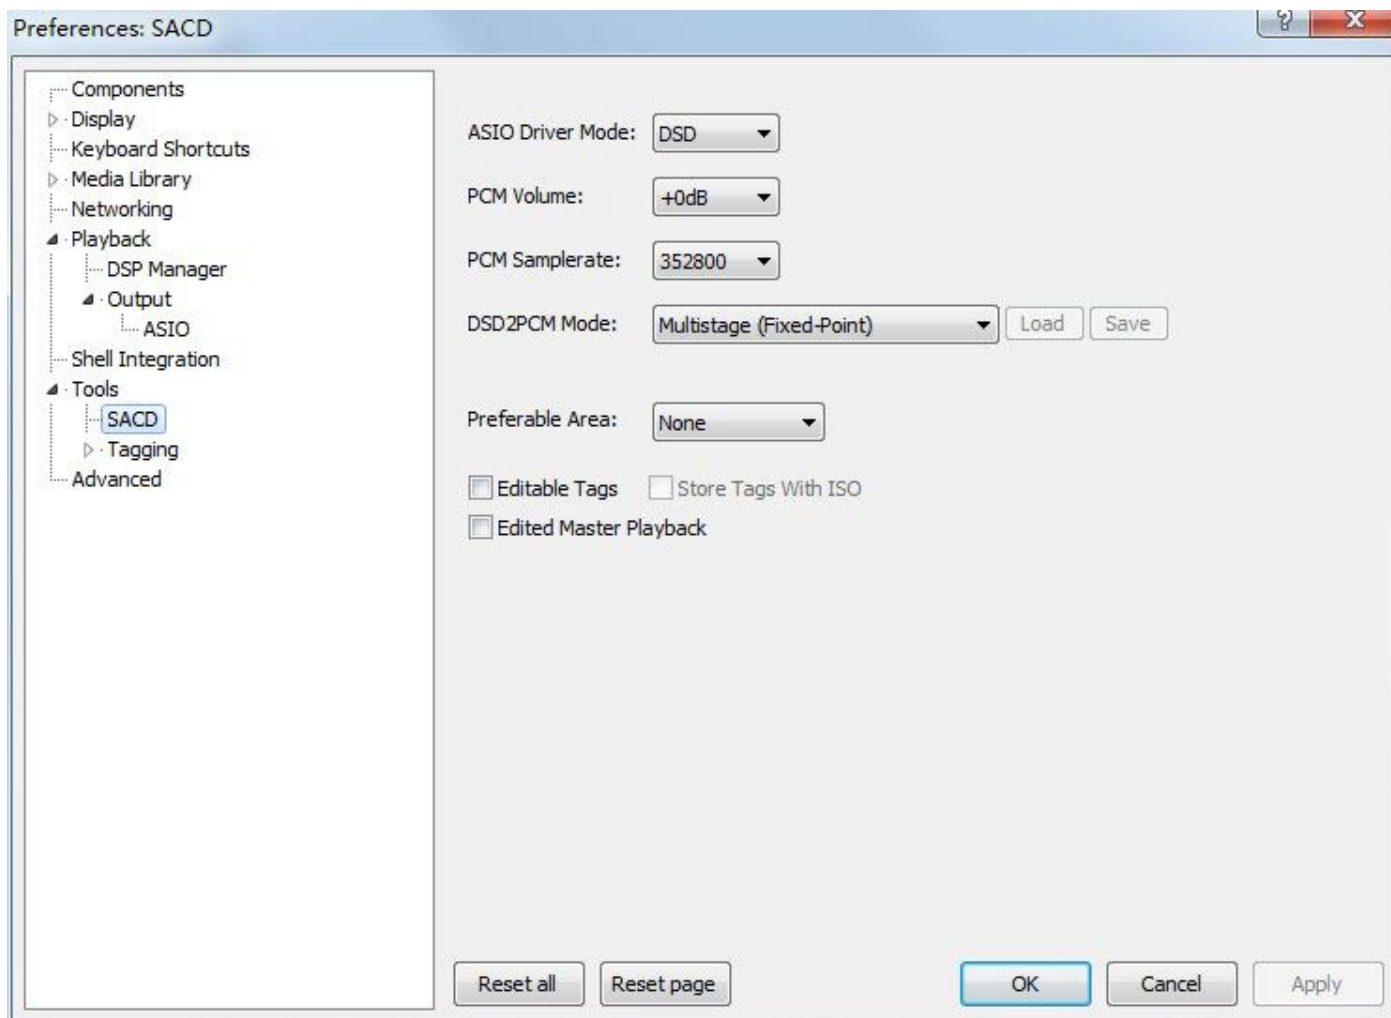 Preferences: SACD
Components
Display
Keyboard Shortcuts
Media Library
Networking
Playback
DSP Manager
Output
ASIO
Shell Integration
Tools
SACD
Tagging
Advanced
ASIO Driver Mode: DSD
PCM Volume: +0dB
PCM Samplerate: 352800
DSD2PCM Mode: Multistage (Fixed-Point) Load Save
Preferable Area: None
Editable Tags Store Tags With ISO
Edited Master Playback
Reset all Reset page OK Cancel Apply